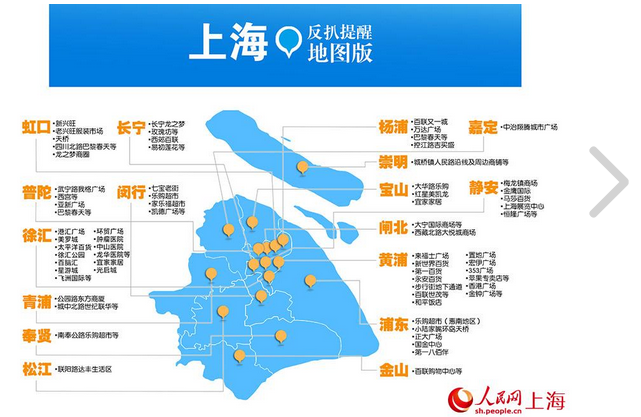 上海
反扒提醒
地图版
虹口
·新兴旺
·老兴旺服装市场
·天桥
·四川北路巴黎春天等
·龙之梦商圈
长宁
·长宁龙之梦
·玫瑰坊等
·西郊百联
·易初莲花等
杨浦
·百联又一城
·万达广场
·巴黎春天等
·控江路吉买盛
嘉定
·中冶翔腾城市广场
崇明
·城桥镇人民路沿线及周边商铺等
普陀
·武宁路我格广场
·西宫等
·亚新广场
·巴黎春天等
闵行
·七宝老街
·乐购超市
·家乐福超市
·凯德广场等
宝山
·大华路乐购
·红星美凯龙
·宜家家居
静安
·梅龙镇商场
·金鹰国际
·马莎百货
·上海展览中心
·恒隆广场等
闸北
·大宁国际商场等
·西藏北路大悦城商场
徐汇
·港汇广场
·美罗城
·太平洋百货
·徐汇公园
·百脑汇
·星游城
·飞洲国际等
·环贸广场
·肿瘤医院
·中山医院
·龙华医院等
·宜家家居
·光启城
黄浦
·来福士广场
·新世界百货
·第一百货
·永安百货
·步行街地下通道
·百联世茂等
·和平饭店
·置地广场
·宏伊广场
·353广场
·苹果专卖店等
·香港广场
·金钟广场等
青浦
·公园路东方商厦
·城中北路世纪联华等
奉贤
·南奉公路乐购超市等
松江
·联阳路达丰生活区
浦东
·乐购超市（惠南地区）
·小陆家嘴环岛天桥
·正大广场
·国金中心
·第一八佰伴
金山
·百联购物中心等
人民网 上海
sh.people.cn